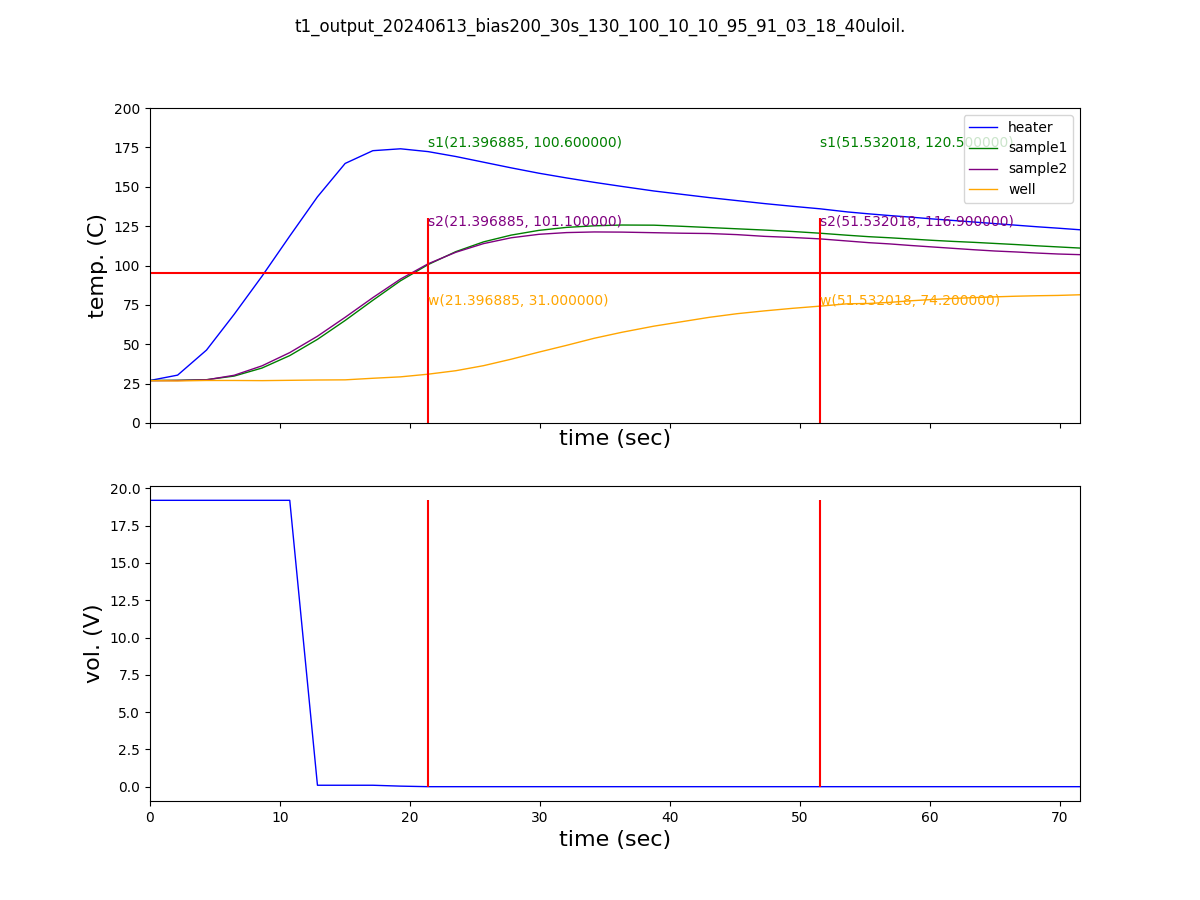 t1_output_20240613_bias200_30s_130_100_10_10_95_91_03_18_40uloil.
200
175
150
125
100
75
50
25
0
temp. (C)
s1(21.396885, 100.600000)
s1(51.532018, 120.500000)
heater
sample1
sample2
well
s2(21.396885, 101.100000)
s2(51.532018, 116.900000)
w(21.396885, 31.000000)
w(51.532018, 74.200000)
time (sec)
20.0
17.5
15.0
12.5
10.0
7.5
5.0
2.5
0.0
vol. (V)
0 10 20 30 40 50 60 70
time (sec)